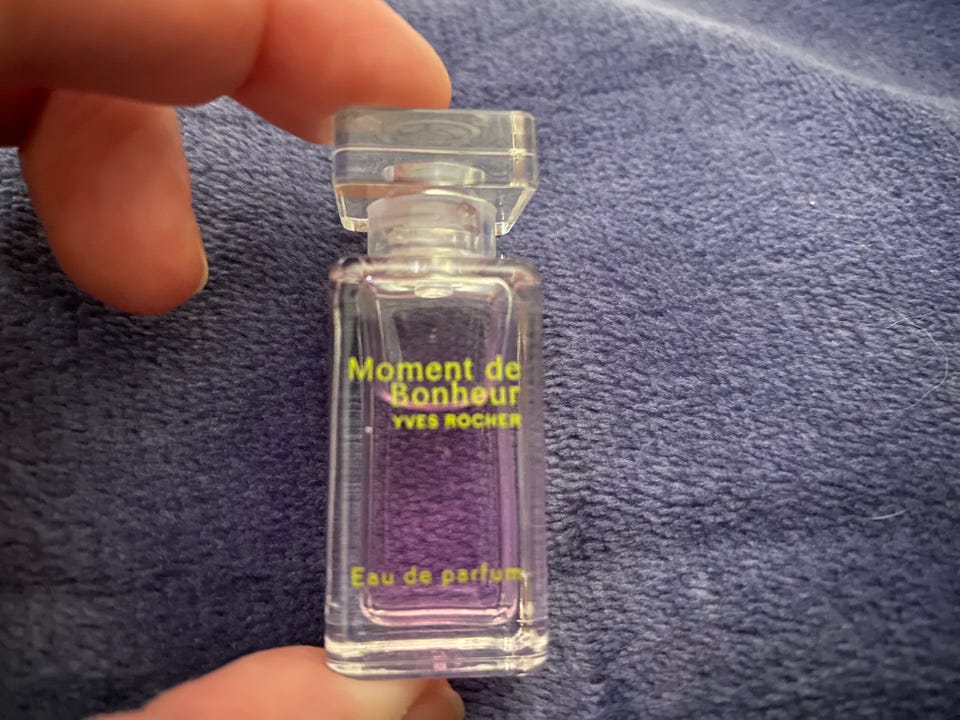 Moment de
Bonheur
YVES ROCHER
Eau de parfum